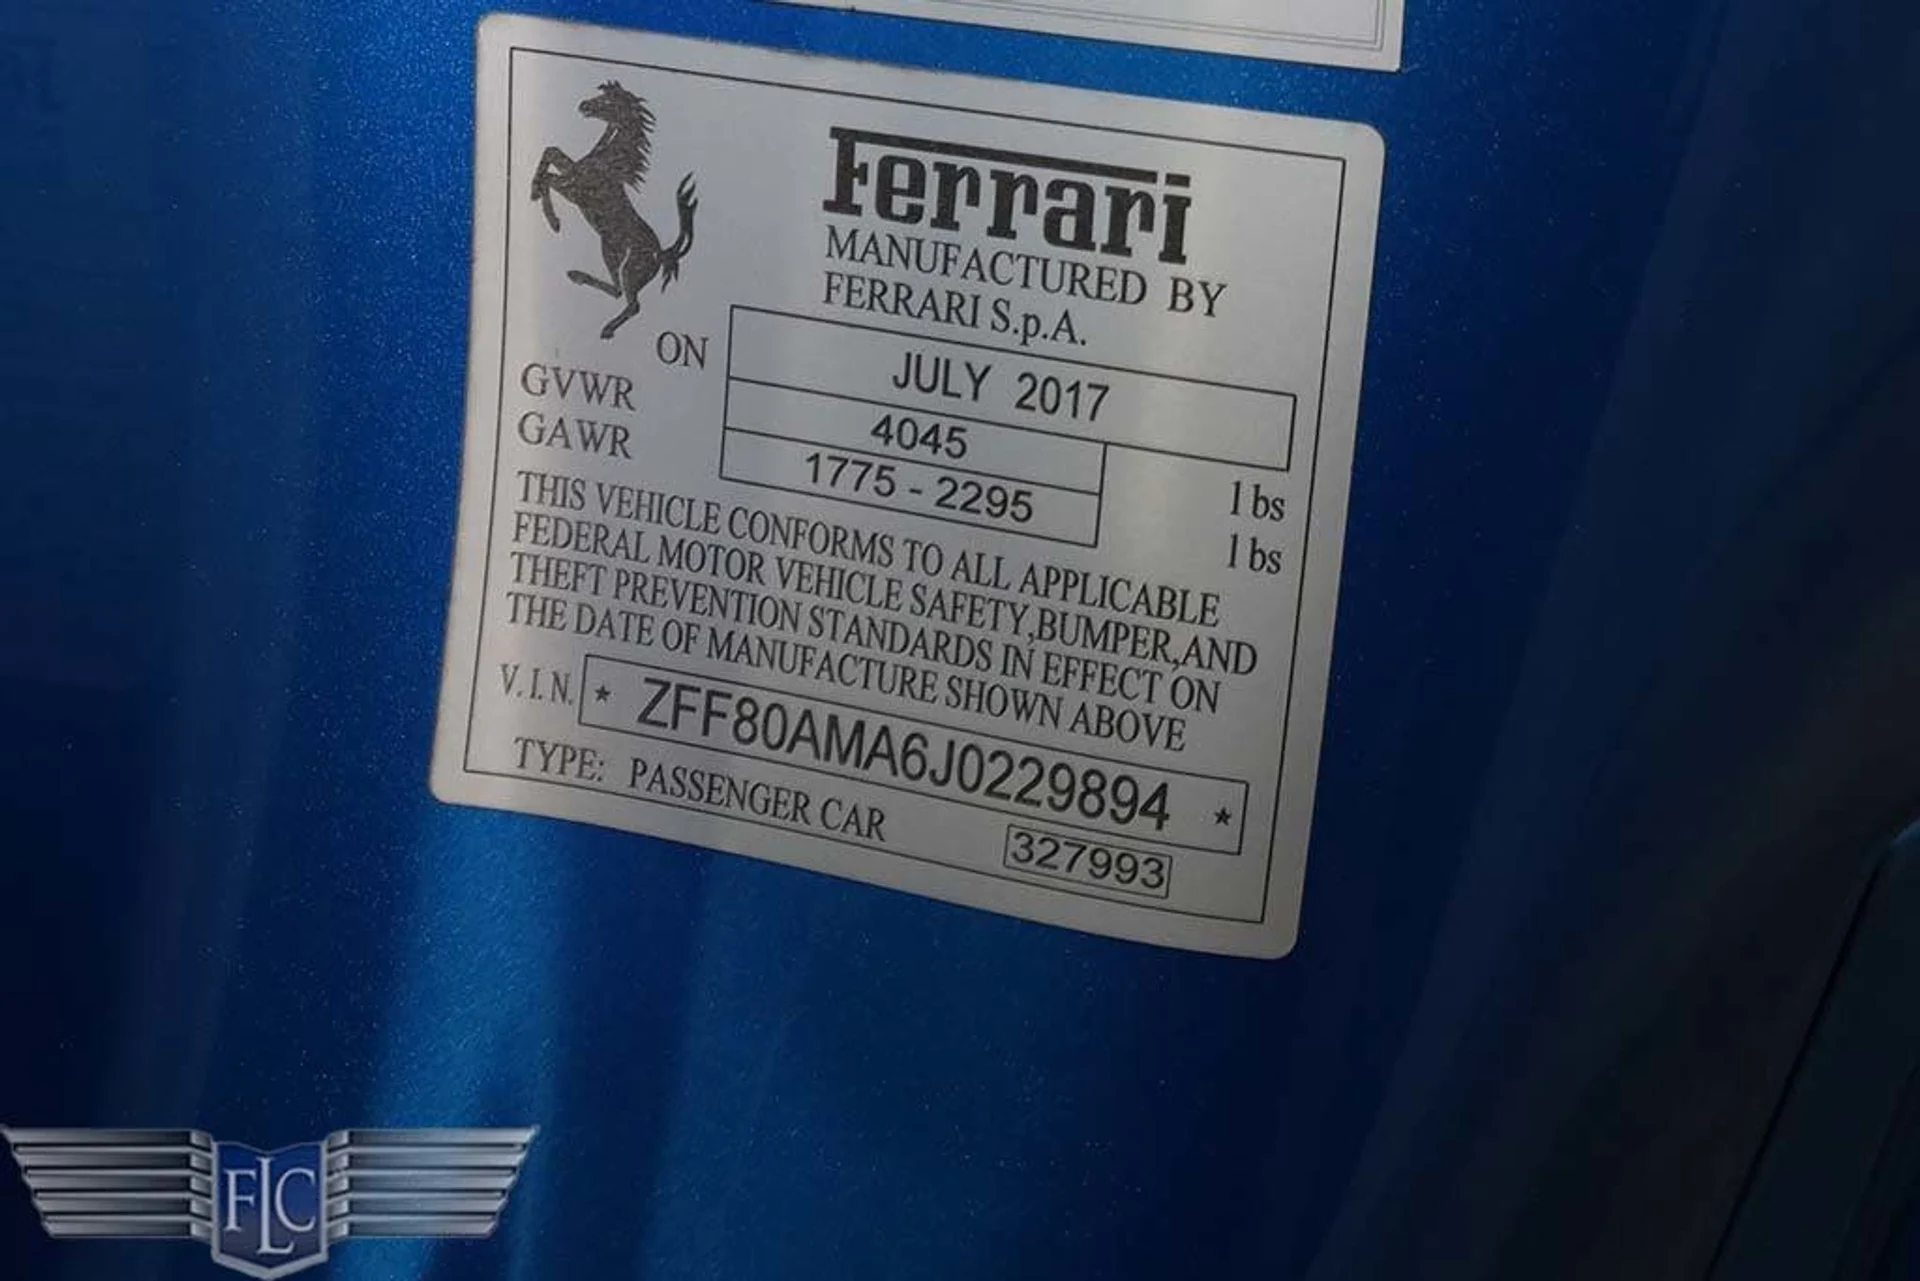 Ferrari
MANUFACTURED BY
FERRARI S.p.A.
ON JULY 2017
GVWR 4045 lbs
GAWR 1775 - 2295 lbs
THIS VEHICLE CONFORMS TO ALL APPLICABLE
FEDERAL MOTOR VEHICLE SAFETY,BUMPER,AND
THEFT PREVENTION STANDARDS IN EFFECT ON
THE DATE OF MANUFACTURE SHOWN ABOVE
V.I.N. * ZFF80AMA6J0229894 *
TYPE: PASSENGER CAR
327993
FLC